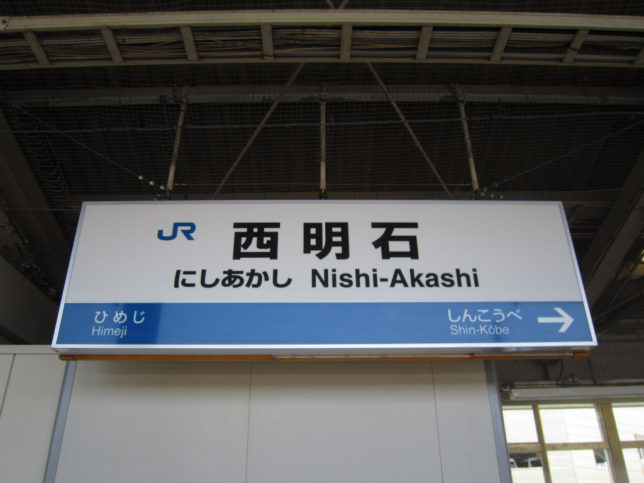 JR 西明石
にしあかし Nishi-Akashi
ひめじ
Himeji
しんこうべ
Shin-Kōbe